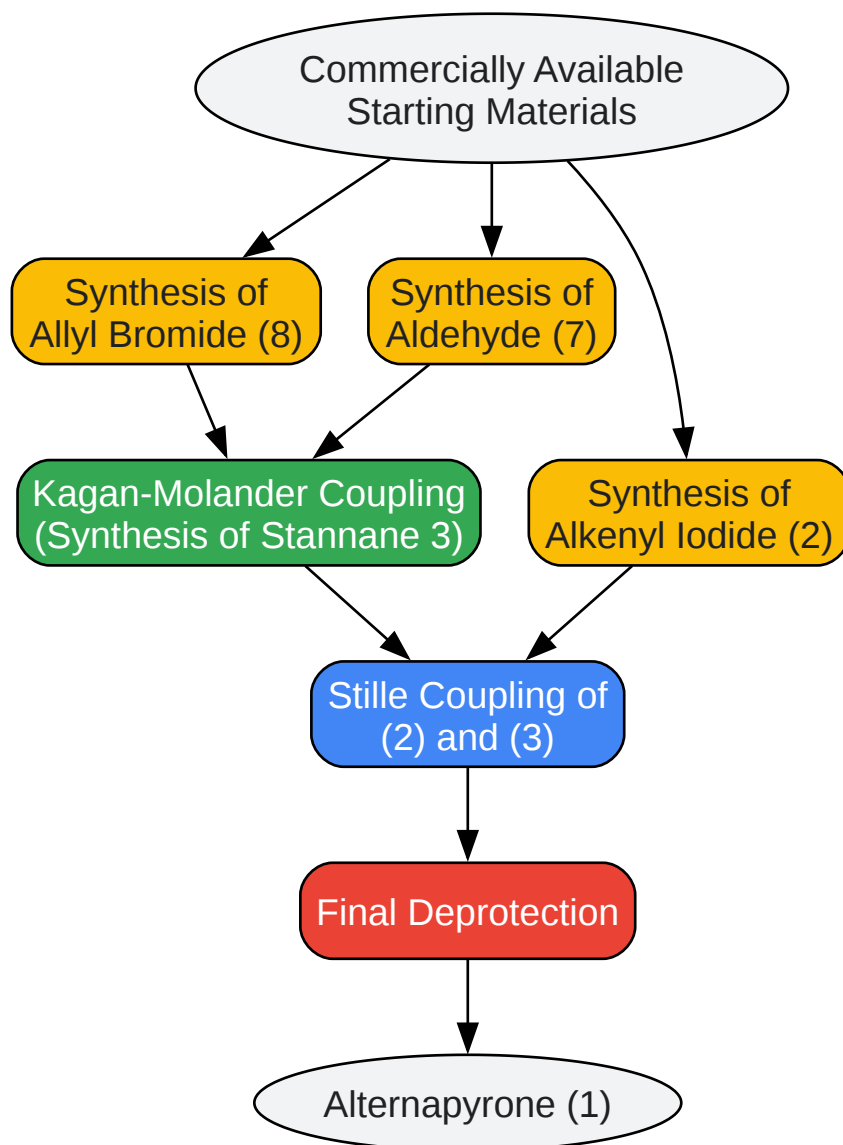 Commercially Available
Starting Materials
Synthesis of
Allyl Bromide (8)
Synthesis of
Aldehyde (7)
Kagan-Molander Coupling
(Synthesis of Stannane 3)
Synthesis of
Alkenyl Iodide (2)
Stille Coupling of
(2) and (3)
Final Deprotection
Alternapyrone (1)